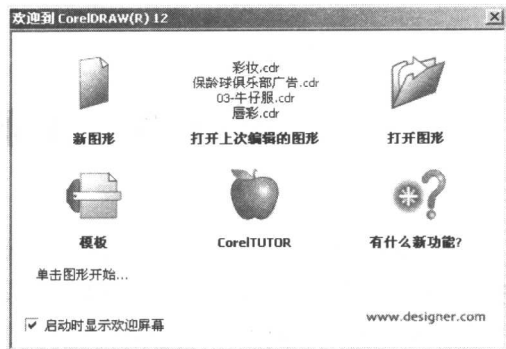 欢迎到 CorelDRAW(R) 12
彩妆.cdr
保龄球俱乐部广告.cdr
03-牛仔服.cdr
唇彩.cdr
新图形
打开上次编辑的图形
打开图形
模板
CorelTUTOR
有什么新功能?
单击图形开始...
启动时显示欢迎屏幕
www.designer.com